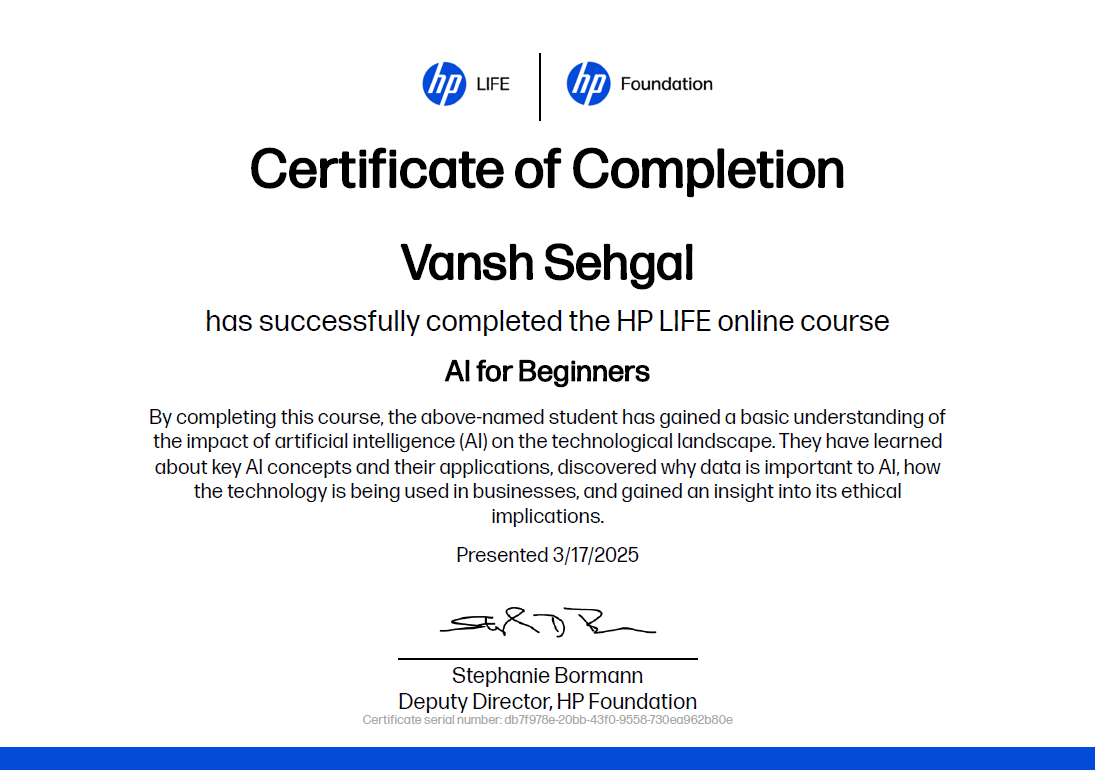 hp LIFE hp Foundation
Certificate of Completion
Vansh Sehgal
has successfully completed the HP LIFE online course
AI for Beginners
By completing this course, the above-named student has gained a basic understanding of
the impact of artificial intelligence (AI) on the technological landscape. They have learned
about key AI concepts and their applications, discovered why data is important to AI, how
the technology is being used in businesses, and gained an insight into its ethical
implications.
Presented 3/17/2025
Stephanie Bormann
Deputy Director, HP Foundation
Certificate serial number: db7f978e-20bb-43f0-9558-730ea962b80e